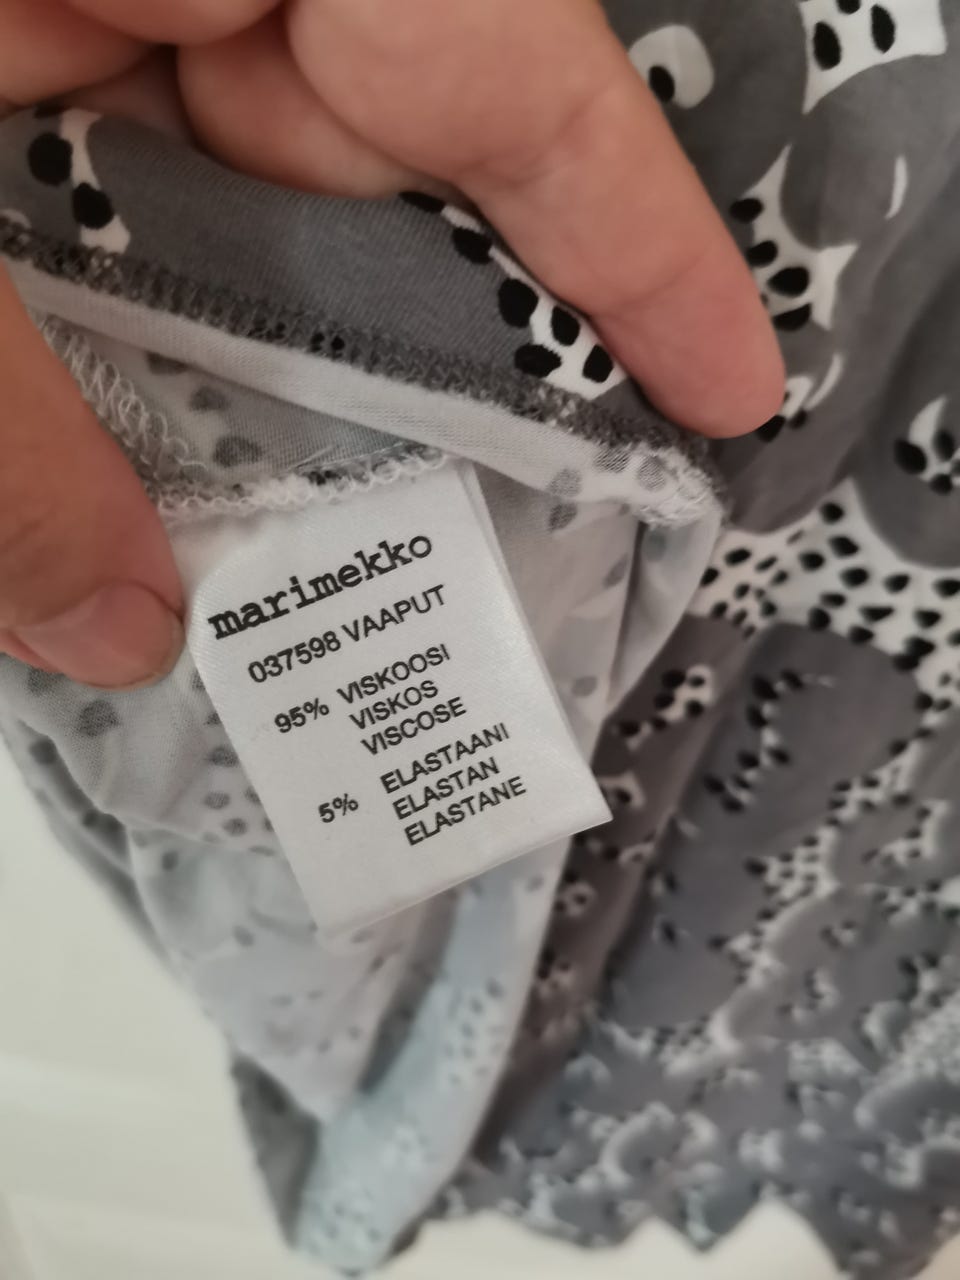 marimekko
037598 VAAPUT
95% VISKOOSI
VISKOS
VISCOSE
5% ELASTAANI
ELASTAN
ELASTANE